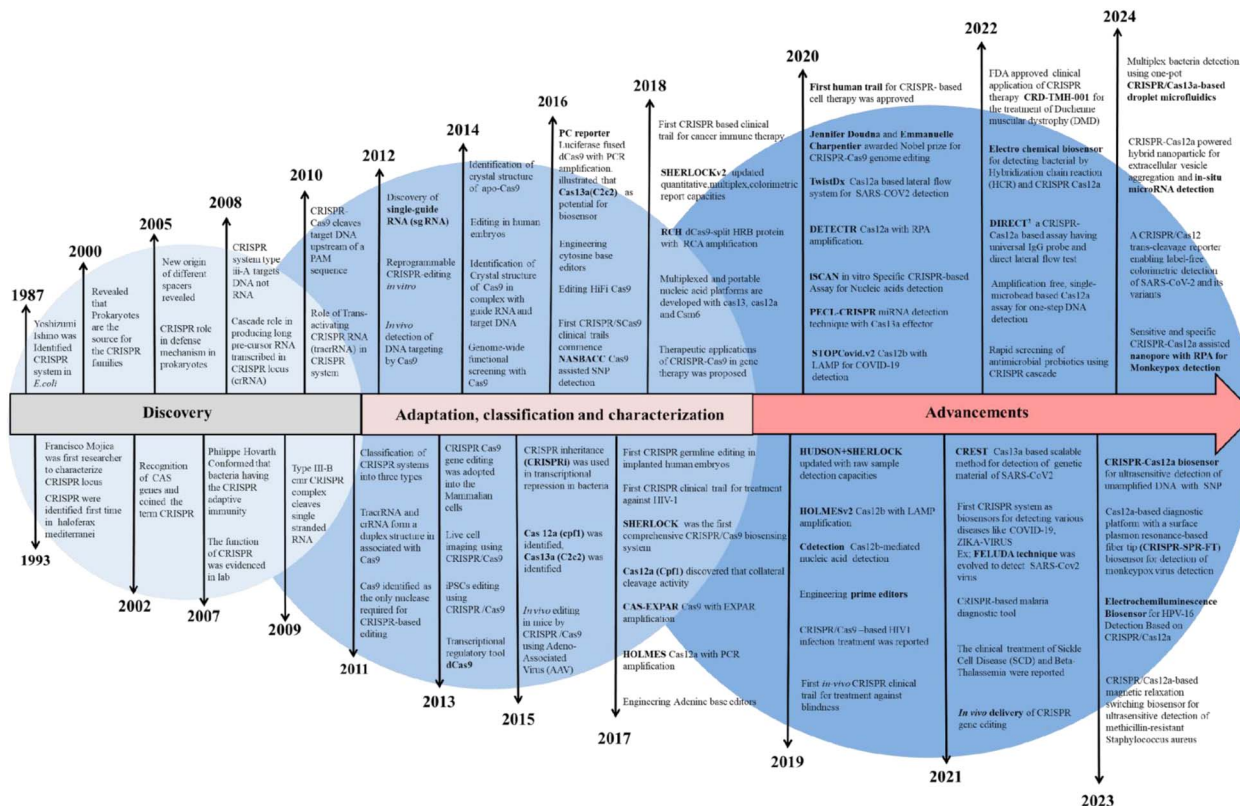 1987
Yoshizumi
Ishino was
Identified
CRISPR
system in
E.coli
2000
Revealed
that
Prokaryotes
are the
source for
the CRISPR
families
2005
New origin
of different
spacers
revealed
CRISPR role
in defense
mechanism in
prokaryotes
2008
CRISPR
system type
iii-A targets
DNA not
RNA
Cascade role in
producing long
pre-cursor RNA
transcribed in
CRISPR locus
(crRNA)
2010
CRISPR-
Cas9 cleaves
target DNA
upstream of a
PAM
sequence
Role of Trans-
activating
CRISPR RNA
(tracrRNA) in
CRISPR system
2012
Discovery of
single-guide
RNA (sg RNA)
Reprogrammable
CRISPR-editing
in vitro
Invivo
detection of
DNA targeting
by Cas9
2014
Identification of
crystal structure
of apo-Cas9
Editing in human
embryos
Identification of
Crystal structure
of Cas9 in
complex with
guide RNA and
target DNA
Genome-wide
functional
screening with
Cas9
2016
PC reporter
Luciferase fused
dCas9 with PCR
amplification.
illustrated that
Cas13a(C2c2) as
potential for
biosensor
Engineering
cytosine base
editors
Editing HiFi Cas9
First CRISPR/SCas9
clinical trails
commence
NASBACC Cas9
assisted SNP
detection
2018
First CRISPR based clinical
trail for cancer immune therapy
SHERLOCKv2 updated
quantitative,multiplex,colorimetric
report capacities
RCH dCas9-split HRB protein
with RCA amplification
Multiplexed and portable
nucleic acid platforms are
developed with cas13, cas12a
and Csm6
Therapeutic applications
of CRISPR-Cas9 in gene
therapy was proposed
2020
First human trail for CRISPR- based
cell therapy was approved
Jennifer Doudna and Emmanuelle
Charpentier awarded Nobel prize for
CRISPR-Cas9 genome editing
TwistDx Cas12a based lateral flow
system for SARS-COV2 detection
DETECTR Cas12a with RPA
amplification.
iSCAN in vitro Specific CRISPR-based
Assay for Nucleic acids detection
PECL-CRISPR miRNA detection
technique with Cas13a effector
STOPCovid.v2 Cas12b with
LAMP for COVID-19
detection
2022
FDA approved clinical
application of CRISPR
therapy CRD-TMH-001 for
the treatment of Duchenne
muscular dystrophy (DMD)
Electro chemical biosensor
for detecting bacterial by
Hybridization chain reaction
(HCR) and CRISPR Cas12a
DIRECT² a CRISPR-
Cas12a based assay having
universal IgG probe and
direct lateral flow test
Amplification free, single-
microbead based Cas12a
assay for one-step DNA
detection
Rapid screening of
antimicrobial probiotics using
CRISPR cascade
2024
Multiplex bacteria detection
using one-pot
CRISPR/Cas13a-based
droplet microfluidics
CRISPR-Cas12a powered
hybrid nanoparticle for
extracellular vesicle
aggregation and in-situ
microRNA detection
A CRISPR/Cas12
trans-cleavage reporter
enabling label-free
colorimetric detection
of SARS-CoV-2 and its
variants
Sensitive and specific
CRISPR-Cas12a assisted
nanopore with RPA for
Monkeypox detection
Discovery
Adaptation, classification and characterization
Advancements
Francisco Mojica
was first researcher
to characterize
CRISPR locus
CRISPR were
identified first time
in haloferax
mediterranei
1993
Recognition
of CAS
genes and
coined the
term CRISPR
2002
Philippe Hovarth
Conformed that
bacteria having
the CRISPR
adaptive
immunity
The function
of CRISPR
was evidenced
in lab
2007
Type III-B
cmr CRISPR
complex
cleaves
single
stranded
RNA
2009
Classification of
CRISPR systems
into three types
TracrRNA and
crRNA form a
duplex structure in
associated with
Cas9
Cas9 identified as
the only nuclease
required for
CRISPR-based
editing
2011
CRISPR Cas9
gene editing
was adopted
into the
Mammalian
cells
Live cell
imaging using
CRISPR/Cas9
iPSCs editing
using
CRISPR /Cas9
Transcriptional
regulatory tool
dCas9
2013
CRISPR inheritance
(CRISPRi) was used
in transcriptional
repression in bacteria
Cas 12a (cpf1)
was identified,
Cas13a (C2c2) was
identified
Invivo editing
in mice by
CRISPR /Cas9
using Adeno-
Associated
Virus (AAV)
2015
First CRISPR germline editing in
implanted human embryos
First CRISPR clinical trail for treatment
against HIV-1
SHERLOCK was the first
comprehensive CRISPR/Cas9 biosensing
system
Cas12a (Cpf1) discovered that collateral
cleavage activity
CAS-EXPAR Cas9 with EXPAR
amplification
HOLMES Cas12a with PCR
amplification
Engineering Adenine base editors
2017
HUDSON+SHERLOCK
updated with raw sample
detection capacities
HOLMESv2 Cas12b with LAMP
amplification
Cdetection Cas12b-mediated
nucleic acid detection
Engineering prime editors
CRISPR/Cas9 –based HIV1
infection treatment was reported
First in-vivo CRISPR clinical
trail for treatment against
blindness
2019
CREST Cas13a based scalable
method for detection of genetic
material of SARS-CoV2
First CRISPR system as
biosensors for detecting various
diseases like COVID-19,
ZIKA-VIRUS
Ex; FELUDA technique was
evolved to detect SARS-Cov2
virus
CRISPR-based malaria
diagnostic tool
The clinical treatment of Sickle
Cell Disease (SCD) and Beta-
Thalassemia were reported
In vivo delivery of CRISPR
gene editing
2021
CRISPR-Cas12a biosensor
for ultrasensitive detection of
unamplified DNA with SNP
Cas12a-based diagnostic
platform with a surface
plasmon resonance-based
fiber tip (CRISPR-SPR-FT)
biosensor for detection of
monkeypox virus detection
Electrochemiluminescence
Biosensor for HPV-16
Detection Based on
CRISPR/Cas12a
CRISPR/Cas12a-based
magnetic relaxation
switching biosensor for
ultrasensitive detection of
methicillin-resistant
Staphylococcus aureus
2023